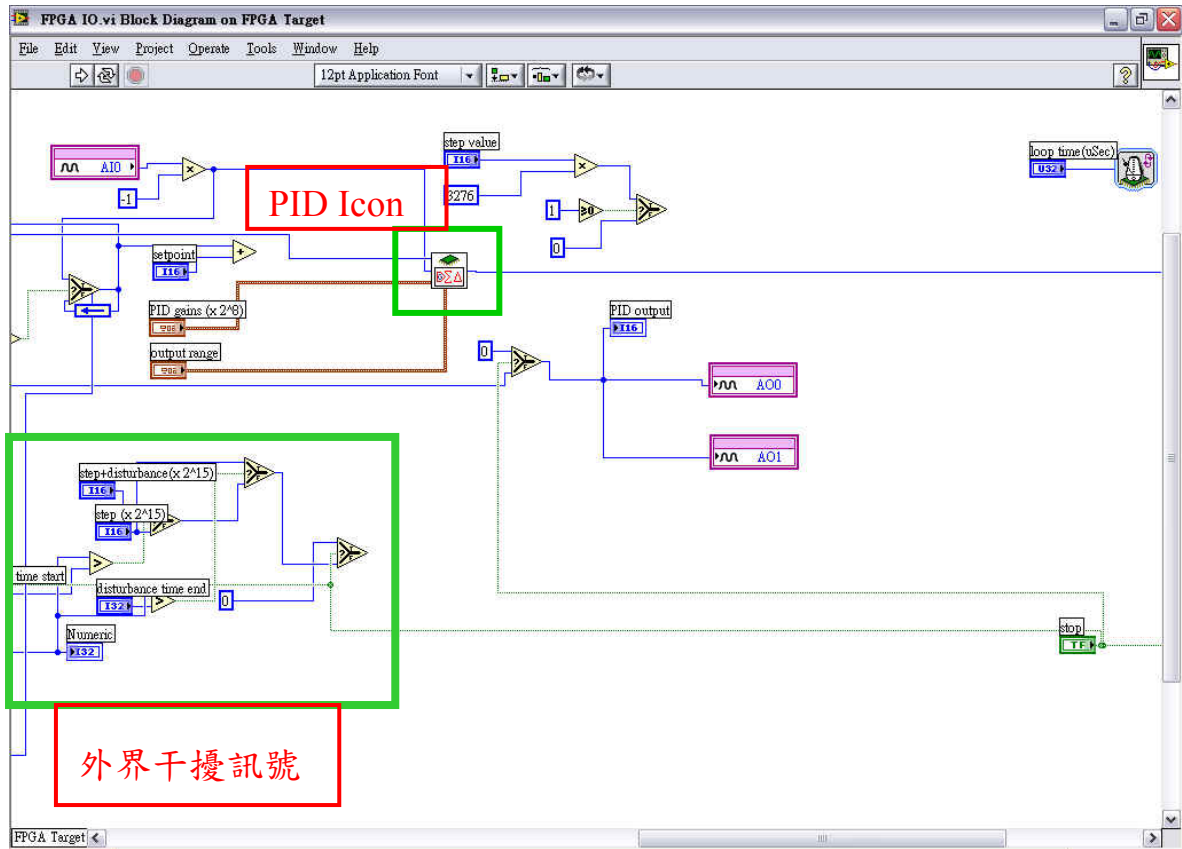 FPGA IO.vi Block Diagram on FPGA Target
File Edit View Project Operate Tools Window Help
12pt Application Font
AI0
-1
PID Icon
step value
I16
3276
1
≥0
0
loop time(uSec)
U32
setpoint
I16
PID gains (x 2^8)
output range
PID output
I16
0
AO0
AO1
step+disturbance(x 2^15)
I16
step (x 2^15)
I16
time start
disturbance time end
I32
0
Numeric
I32
stop
TF
外界干擾訊號
FPGA Target